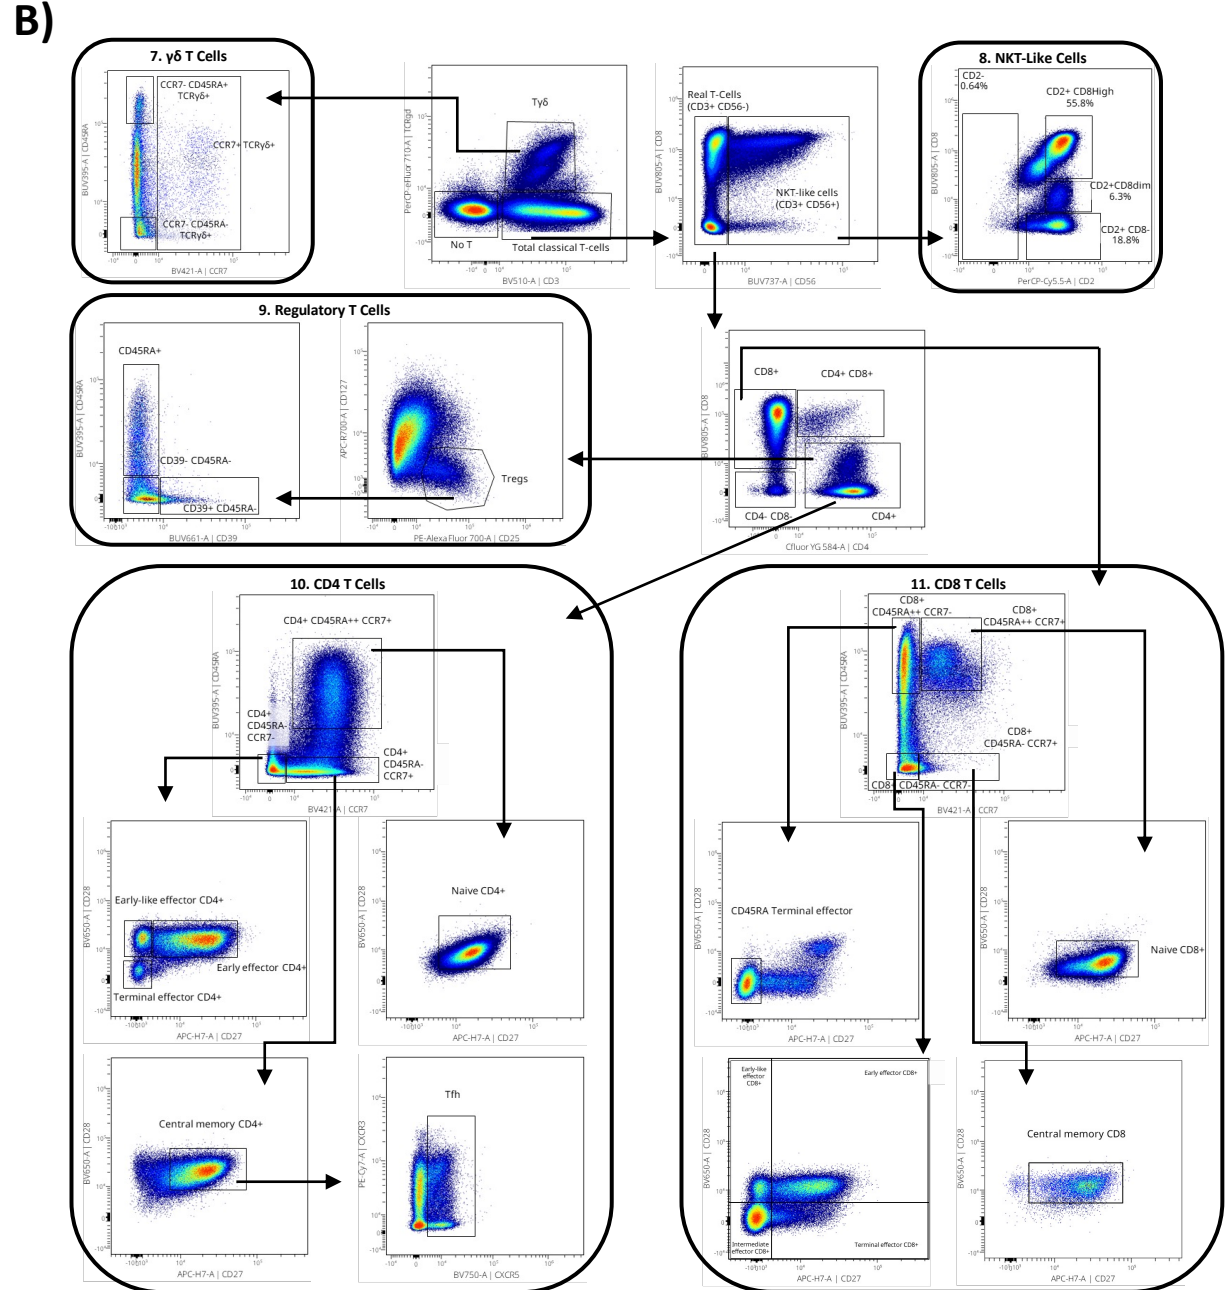 B)
7. γδ T Cells
CCR7- CD45RA+
TCRγδ+
CCR7+ TCRγδ+
CCR7- CD45RA-
TCRγδ+
BUV395-A | CD45RA
BV421-A | CCR7
Tγδ
No T
Total classical T-cells
PerCP-eFluor 710-A | TCRgd
BV510-A | CD3
Real T-Cells
(CD3+ CD56-)
NKT-like cells
(CD3+ CD56+)
BUV805-A | CD8
BUV737-A | CD56
8. NKT-Like Cells
CD2-
0.64%
CD2+ CD8High
55.8%
CD2+CD8dim
6.3%
CD2+ CD8-
18.8%
BUV805-A | CD8
PerCP-Cy5.5-A | CD2
9. Regulatory T Cells
CD45RA+
CD39- CD45RA-
CD39+ CD45RA-
BUV395-A | CD45RA
BUV661-A | CD39
Tregs
APC-R700-A | CD127
PE-Alexa Fluor 700-A | CD25
CD8+
CD4+ CD8+
CD4- CD8-
CD4+
BUV805-A | CD8
Cfluor YG 584-A | CD4
10. CD4 T Cells
CD4+ CD45RA++ CCR7+
CD4+
CD45RA-
CCR7-
CD4+
CD45RA-
CCR7+
BUV395-A | CD45RA
BV421-A | CCR7
Early-like effector CD4+
Early effector CD4+
Terminal effector CD4+
BV650-A | CD28
APC-H7-A | CD27
Naive CD4+
BV650-A | CD28
APC-H7-A | CD27
Central memory CD4+
BV650-A | CD28
APC-H7-A | CD27
Tfh
PE-Cy7-A | CXCR3
BV750-A | CXCR5
11. CD8 T Cells
CD8+
CD45RA++ CCR7-
CD8+
CD45RA++ CCR7+
CD8+
CD45RA- CCR7+
CD8+ CD45RA- CCR7-
BUV395-A | CD45RA
BV421-A | CCR7
CD45RA Terminal effector
BV650-A | CD28
APC-H7-A | CD27
Naive CD8+
BV650-A | CD28
APC-H7-A | CD27
Early-like
effector
CD8+
Early effector CD8+
Intermediate
effector CD8+
Terminal effector CD8+
BV650-A | CD28
APC-H7-A | CD27
Central memory CD8
BV650-A | CD28
APC-H7-A | CD27